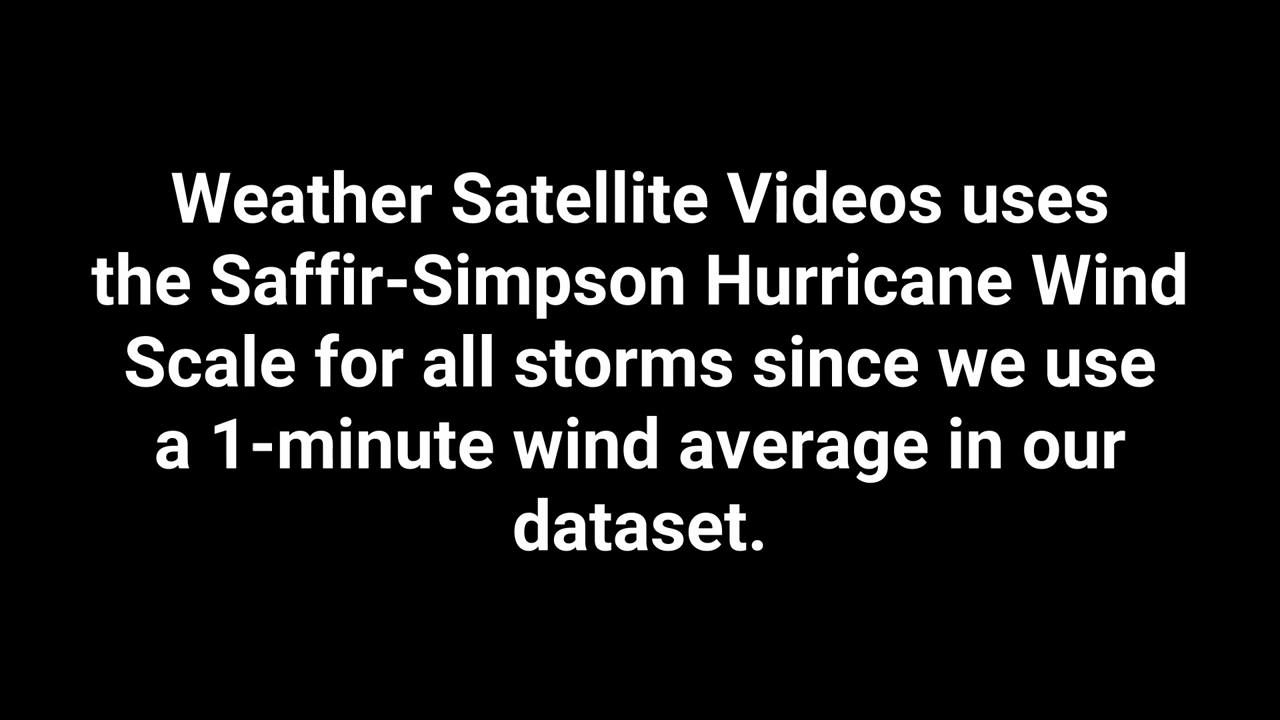 Weather Satellite Videos uses
the Saffir-Simpson Hurricane Wind
Scale for all storms since we use
a 1-minute wind average in our
dataset.